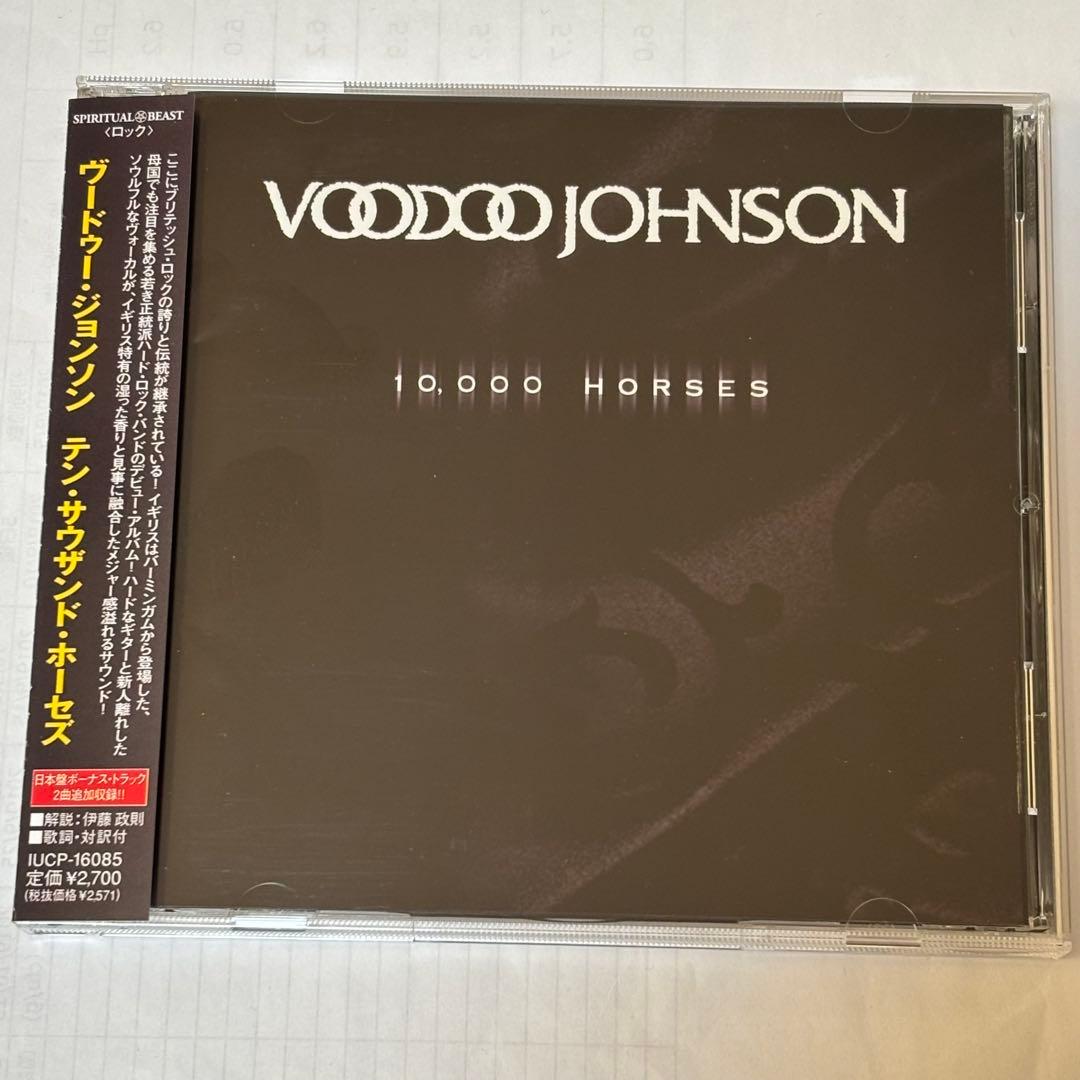 SPIRITUAL BEAST
〈ロック〉
ここにブリテッシュ・ロックの誇りと伝統が継承されている！イギリスはバーミンガムから登場した、
母国でも注目を集める若き正統派ハード・ロック・バンドのデビュー・アルバム！ハードなギターと新人離れした
ソウルフルなヴォーカルが、イギリス特有の湿った香りと見事に融合したメジャー感溢れるサウンド！
ヴードゥー・ジョンソン テン・サウザンド・ホーセズ
日本盤ボーナス・トラック
2曲追加収録!!
■解説：伊藤 政則
■歌詞・対訳付
IUCP-16085
定価 ¥2,700
(税抜価格 ¥2,571)
VOODOO JOHNSON
10,000 HORSES